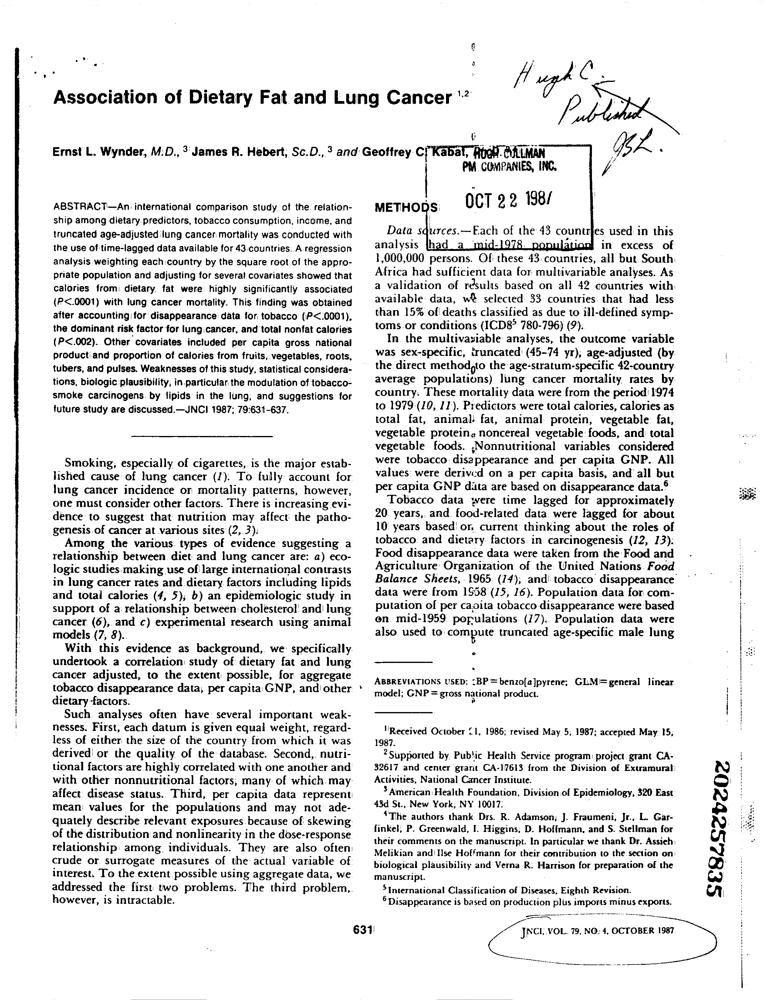 Hugh C.
Published
JBL.
Association of Dietary Fat and Lung Cancer 1,2
Ernst L. Wynder, M.D., 3 James R. Hebert, Sc.D., 3 and Geoffrey C. Kabat,
HUGH CULLMAN
PM COMPANIES, INC.
OCT 22 1987
ABSTRACT—An international comparison study of the relation-
ship among dietary predictors, tobacco consumption, income, and
truncated age-adjusted lung cancer mortality was conducted with
the use of time-lagged data available for 43 countries. A regression
analysis weighting each country by the square root of the appro-
priate population and adjusting for several covariates showed that
calories from dietary fat were highly significantly associated
(P<.0001) with lung cancer mortality. This finding was obtained
after accounting for disappearance data for tobacco (P<.0001),
the dominant risk factor for lung cancer, and total nonfat calories
(P<.002). Other covariates included per capita gross national
product and proportion of calories from fruits, vegetables, roots,
tubers, and pulses. Weaknesses of this study, statistical considera-
tions, biologic plausibility, in particular the modulation of tobacco-
smoke carcinogens by lipids in the lung, and suggestions for
future study are discussed.—JNCI 1987; 79:631-637.
Smoking, especially of cigarettes, is the major estab-
lished cause of lung cancer (1). To fully account for
lung cancer incidence or mortality patterns, however,
one must consider other factors. There is increasing evi-
dence to suggest that nutrition may affect the patho-
genesis of cancer at various sites (2, 3).
Among the various types of evidence suggesting a
relationship between diet and lung cancer are: a) eco-
logic studies making use of large international contrasts
in lung cancer rates and dietary factors including lipids
and total calories (4, 5), b) an epidemiologic study in
support of a relationship between cholesterol and lung
cancer (6), and c) experimental research using animal
models (7, 8).
With this evidence as background, we specifically
undertook a correlation study of dietary fat and lung
cancer adjusted, to the extent possible, for aggregate
tobacco disappearance data, per capita GNP, and other
dietary factors.
Such analyses often have several important weak-
nesses. First, each datum is given equal weight, regard-
less of either the size of the country from which it was
derived or the quality of the database. Second, nutri-
tional factors are highly correlated with one another and
with other nonnutritional factors, many of which may
affect disease status. Third, per capita data represent
mean values for the populations and may not ade-
quately describe relevant exposures because of skewing
of the distribution and nonlinearity in the dose-response
relationship among individuals. They are also often
crude or surrogate measures of the actual variable of
interest. To the extent possible using aggregate data, we
addressed the first two problems. The third problem,
however, is intractable.
METHODS
Data sources.—Each of the 43 countries used in this
analysis had a mid-1978 population in excess of
1,000,000 persons. Of these 43 countries, all but South
Africa had sufficient data for multivariable analyses. As
a validation of results based on all 42 countries with
available data, we selected 33 countries that had less
than 15% of deaths classified as due to ill-defined symp-
toms or conditions (ICD8⁵ 780-796) (9).
In the multivariable analyses, the outcome variable
was sex-specific, truncated (45-74 yr), age-adjusted (by
the direct method to the age-stratum-specific 42-country
average populations) lung cancer mortality rates by
country. These mortality data were from the period 1974
to 1979 (10, 11). Predictors were total calories, calories as
total fat, animal fat, animal protein, vegetable fat,
vegetable protein, noncereal vegetable foods, and total
vegetable foods. Nonnutritional variables considered
were tobacco disappearance and per capita GNP. All
values were derived on a per capita basis, and all but
per capita GNP data are based on disappearance data.⁶
Tobacco data were time lagged for approximately
20 years, and food-related data were lagged for about
10 years based on current thinking about the roles of
tobacco and dietary factors in carcinogenesis (12, 13).
Food disappearance data were taken from the Food and
Agriculture Organization of the United Nations Food
Balance Sheets, 1965 (14), and tobacco disappearance
data were from 1958 (15, 16). Population data for com-
putation of per capita tobacco disappearance were based
on mid-1959 populations (17). Population data were
also used to compute truncated age-specific male lung
ABBREVIATIONS USED: BP=benzo[a]pyrene; GLM=general linear
model; GNP=gross national product.
¹ Received October 21, 1986; revised May 5, 1987; accepted May 15,
1987.
² Supported by Public Health Service program project grant CA-
32617 and center grant CA-17613 from the Division of Extramural
Activities, National Cancer Institute.
³ American Health Foundation, Division of Epidemiology, 320 East
43d St., New York, NY 10017.
⁴ The authors thank Drs. R. Adamson, J. Fraumeni, Jr., L. Gar-
finkel, P. Greenwald, I. Higgins, D. Hoffmann, and S. Stellman for
their comments on the manuscript. In particular we thank Dr. Assieh
Melikian and Ilse Hoffmann for their contribution to the section on
biological plausibility and Verna R. Harrison for preparation of the
manuscript.
⁵ International Classification of Diseases, Eighth Revision.
⁶ Disappearance is based on production plus imports minus exports.
631
JNCI, VOL. 79, NO. 4, OCTOBER 1987
2024257835